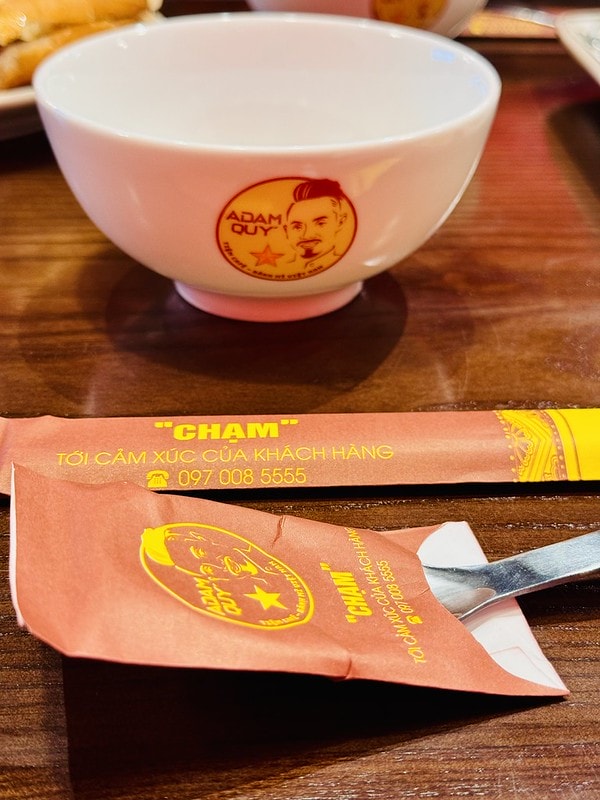 ADAM
QUY
"CHẠM"
TỚI CẢM XÚC CỦA KHÁCH HÀNG
☎ 097 008 5555
ADAM
QUY
"CHẠM"
TỚI CẢM XÚC CỦA KHÁCH HÀNG
☎ 097 008 5555